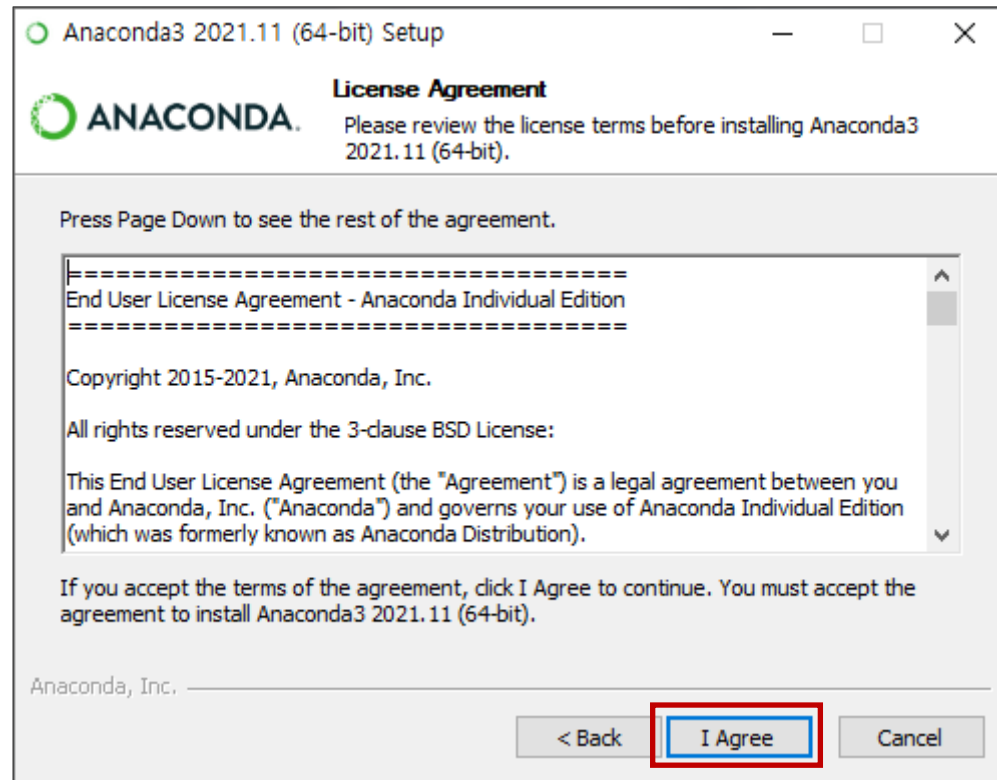 Anaconda3 2021.11 (64-bit) Setup
ANACONDA.
License Agreement
Please review the license terms before installing Anaconda3
2021.11 (64-bit).
Press Page Down to see the rest of the agreement.
===================================
End User License Agreement - Anaconda Individual Edition
===================================
Copyright 2015-2021, Anaconda, Inc.
All rights reserved under the 3-clause BSD License:
This End User License Agreement (the "Agreement") is a legal agreement between you
and Anaconda, Inc. ("Anaconda") and governs your use of Anaconda Individual Edition
(which was formerly known as Anaconda Distribution).
If you accept the terms of the agreement, click I Agree to continue. You must accept the
agreement to install Anaconda3 2021.11 (64-bit).
Anaconda, Inc.
< Back
I Agree
Cancel